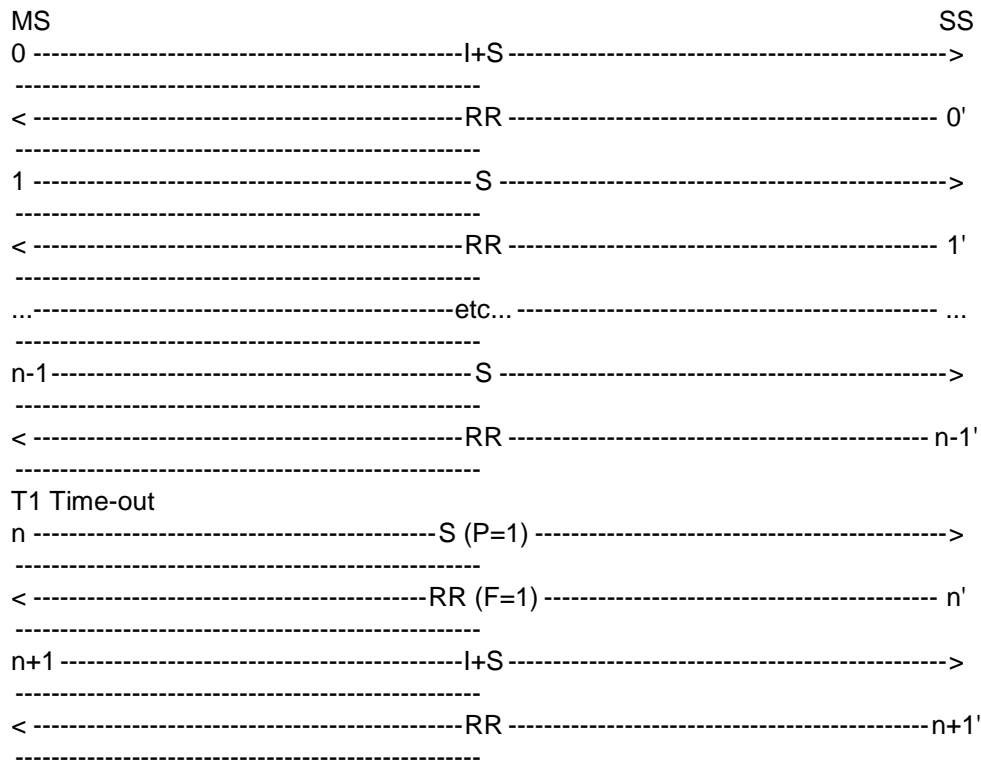 MS SS
0 ------------------------------------------------I+S ------------------------------------------------->
----------------------------------------------------
< ------------------------------------------------RR ------------------------------------------------ 0'
----------------------------------------------------
1 ------------------------------------------------- S -------------------------------------------------->
----------------------------------------------------
< ------------------------------------------------RR ------------------------------------------------ 1'
----------------------------------------------------
...-----------------------------------------------etc... ----------------------------------------------- ...
----------------------------------------------------
n-1----------------------------------------------- S -------------------------------------------------->
----------------------------------------------------
< ------------------------------------------------RR ----------------------------------------------- n-1'
----------------------------------------------------
T1 Time-out
n ---------------------------------------------S (P=1) ---------------------------------------------->
----------------------------------------------------
< --------------------------------------------RR (F=1) -------------------------------------------- n'
----------------------------------------------------
n+1 ---------------------------------------------I+S ------------------------------------------------->
----------------------------------------------------
< ------------------------------------------------RR -----------------------------------------------n+1'
----------------------------------------------------